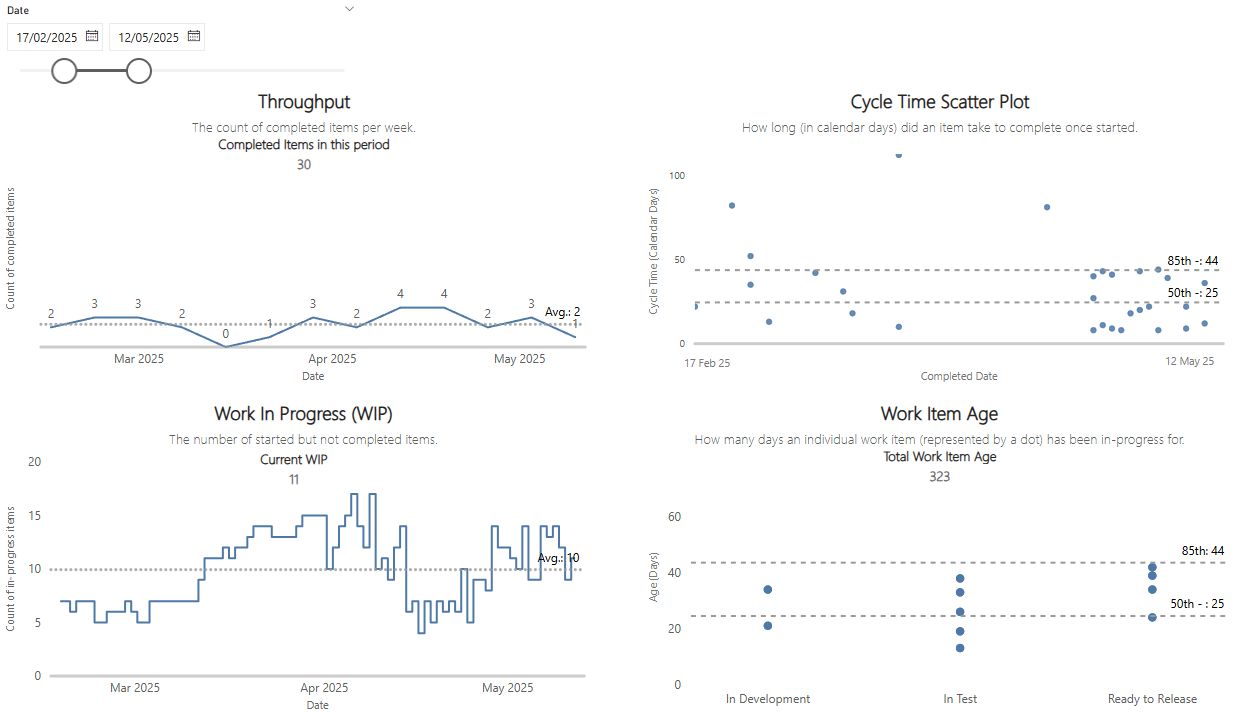 Date
17/02/2025 12/05/2025
Throughput
The count of completed items per week.
Completed Items in this period
30
Count of completed items
2 3 3 2 0 1 3 2 4 4 2 3 1
Avg.: 2
Mar 2025 Apr 2025 May 2025
Date
Cycle Time Scatter Plot
How long (in calendar days) did an item take to complete once started.
Cycle Time (Calendar Days)
100
50
0
85th -: 44
50th -: 25
17 Feb 25 12 May 25
Completed Date
Work In Progress (WIP)
The number of started but not completed items.
Current WIP
11
Count of in-progress items
20
15
10
5
0
Avg.: 10
Mar 2025 Apr 2025 May 2025
Date
Work Item Age
How many days an individual work item (represented by a dot) has been in-progress for.
Total Work Item Age
323
Age (Days)
60
40
20
0
85th: 44
50th - : 25
In Development In Test Ready to Release